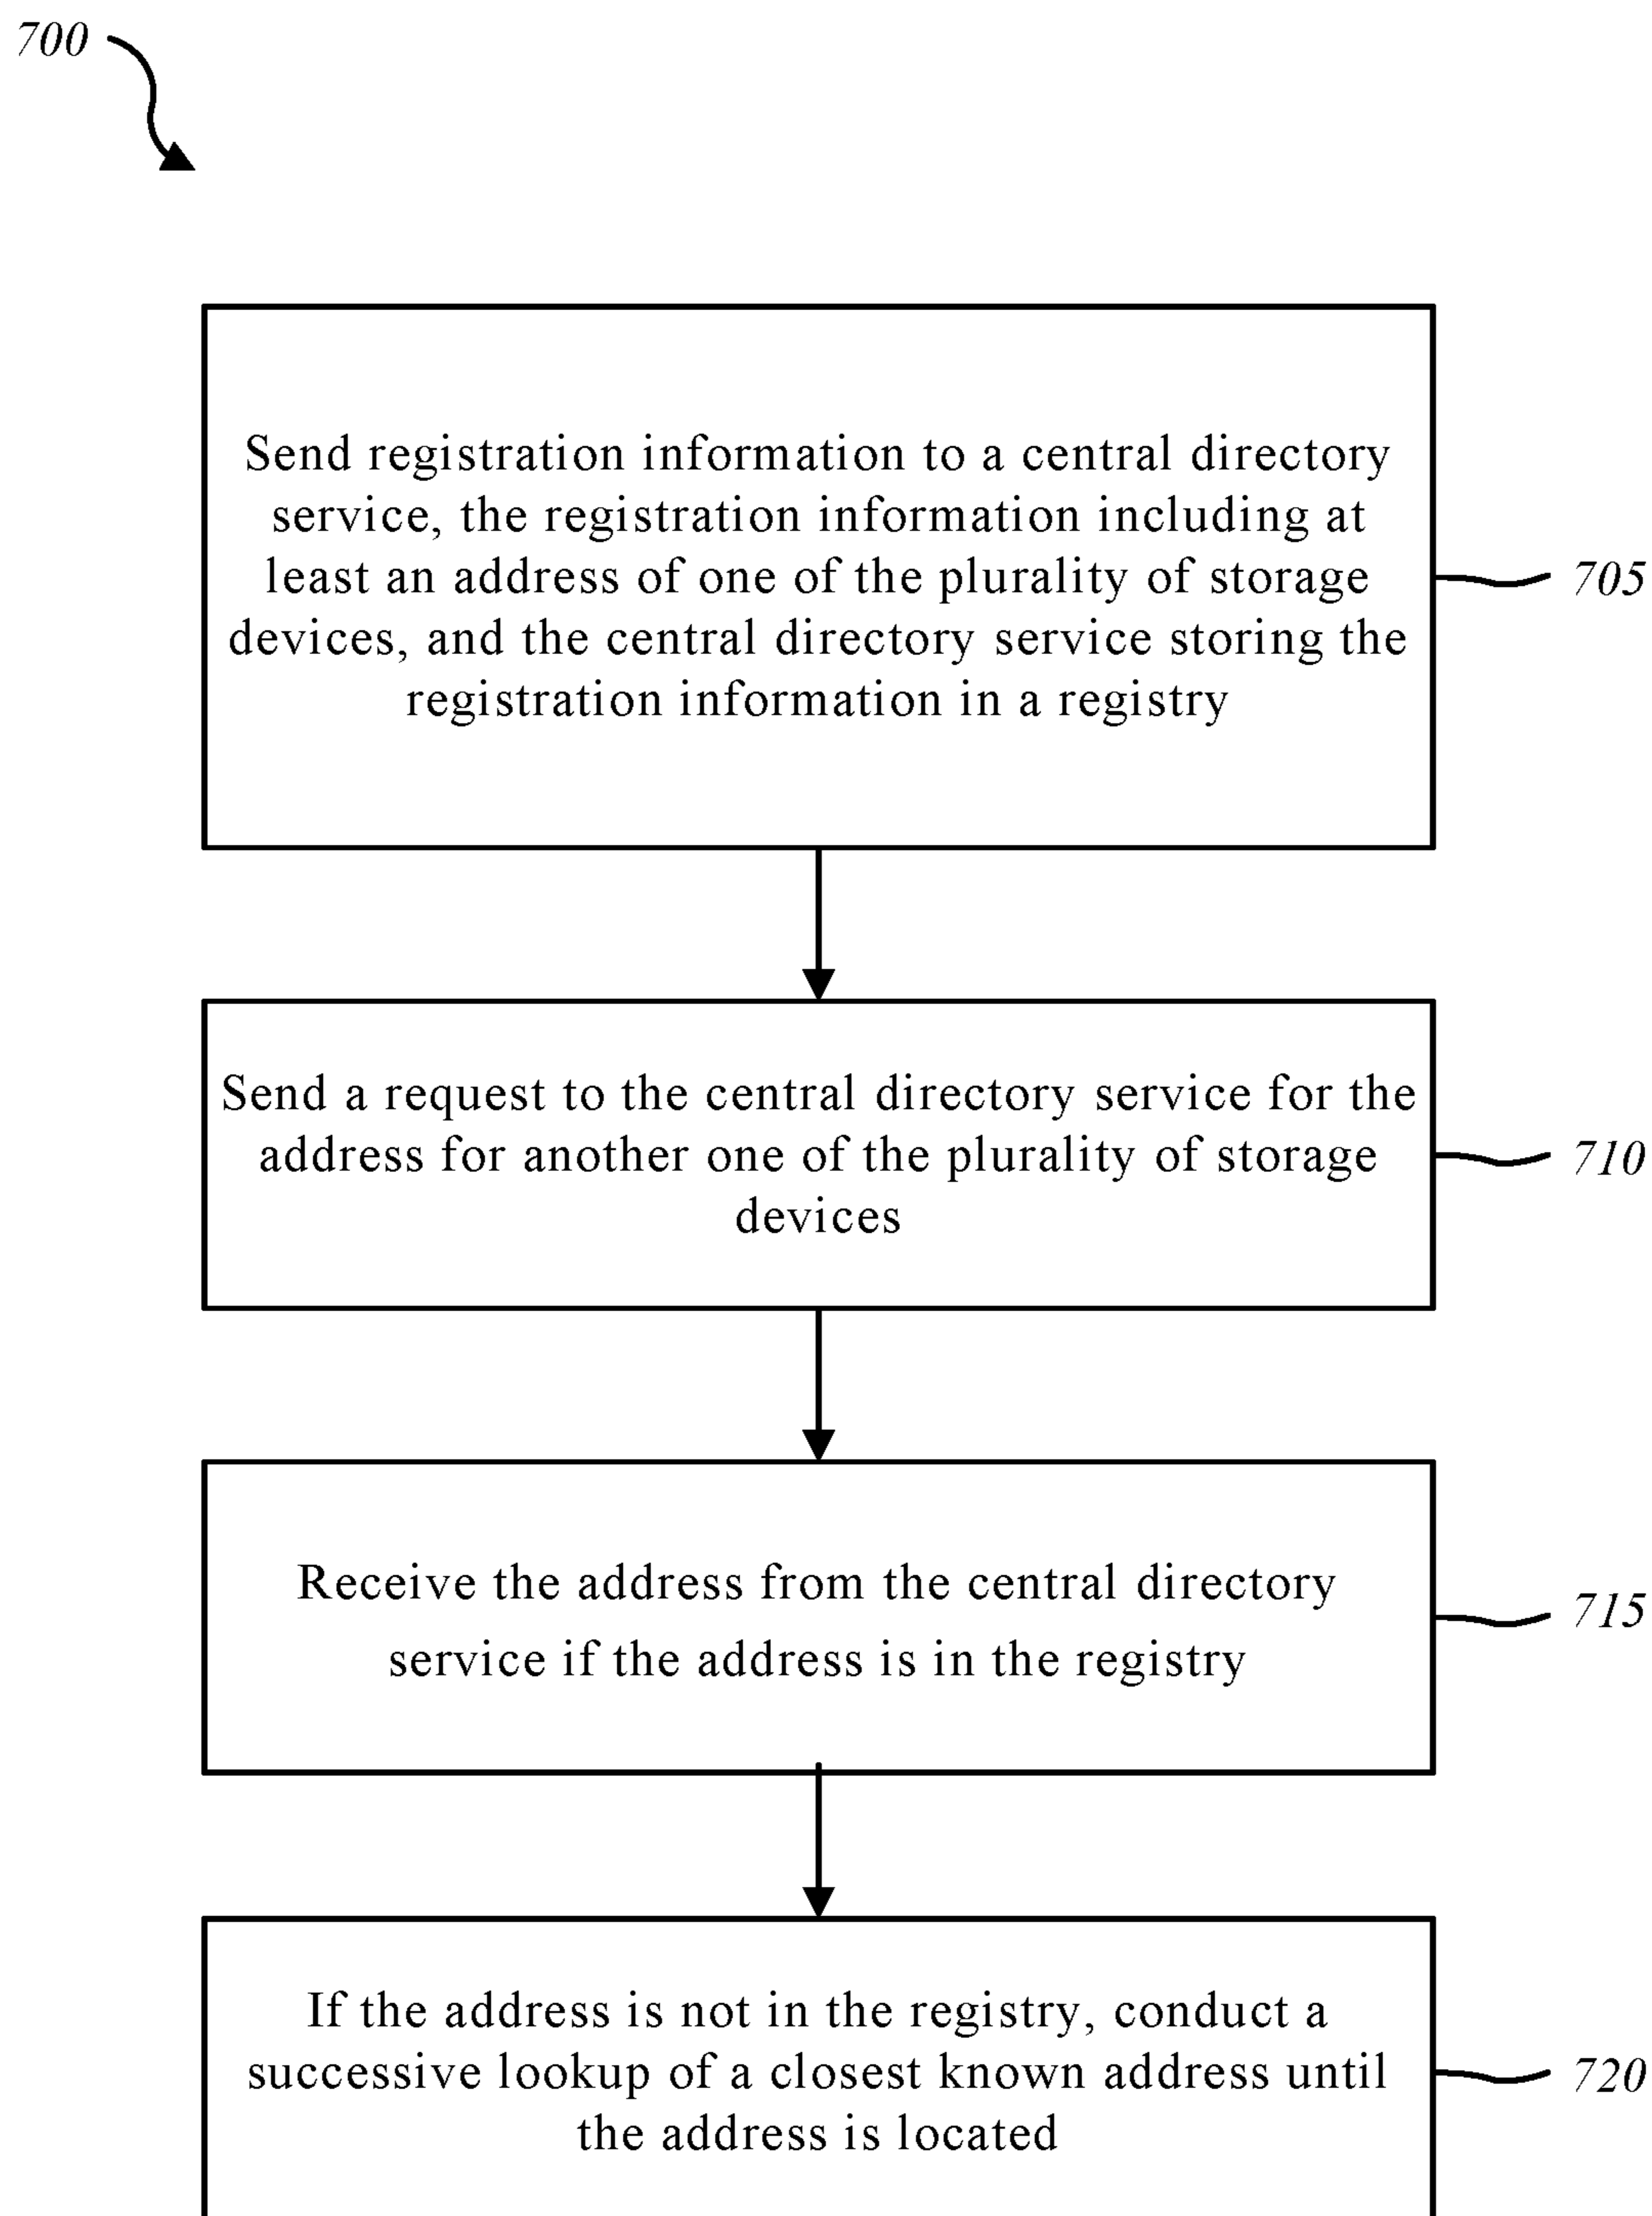 700
Send registration information to a central directory
service, the registration information including at
least an address of one of the plurality of storage
devices, and the central directory service storing the
registration information in a registry
705
Send a request to the central directory service for the
address for another one of the plurality of storage
devices
710
Receive the address from the central directory
service if the address is in the registry
715
If the address is not in the registry, conduct a
successive lookup of a closest known address until
the address is located
720